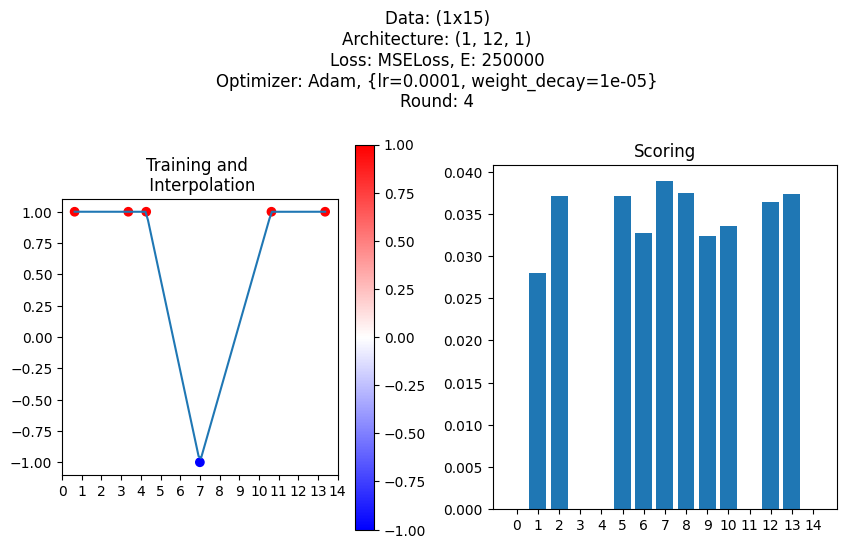 Data: (1x15)
Architecture: (1, 12, 1)
Loss: MSELoss, E: 250000
Optimizer: Adam, {lr=0.0001, weight_decay=1e-05}
Round: 4
Training and
Interpolation
1.00
0.75
0.50
0.25
0.00
−0.25
−0.50
−0.75
−1.00
0 1 2 3 4 5 6 7 8 9 10 11 12 13 14
1.00
0.75
0.50
0.25
0.00
−0.25
−0.50
−0.75
−1.00
Scoring
0.040
0.035
0.030
0.025
0.020
0.015
0.010
0.005
0.000
0 1 2 3 4 5 6 7 8 9 10 11 12 13 14